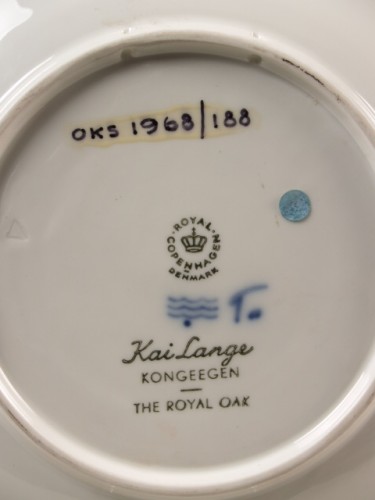 OKS 1968/188
ROYAL COPENHAGEN
DENMARK
Kai Lange
KONGEEGEN
THE ROYAL OAK